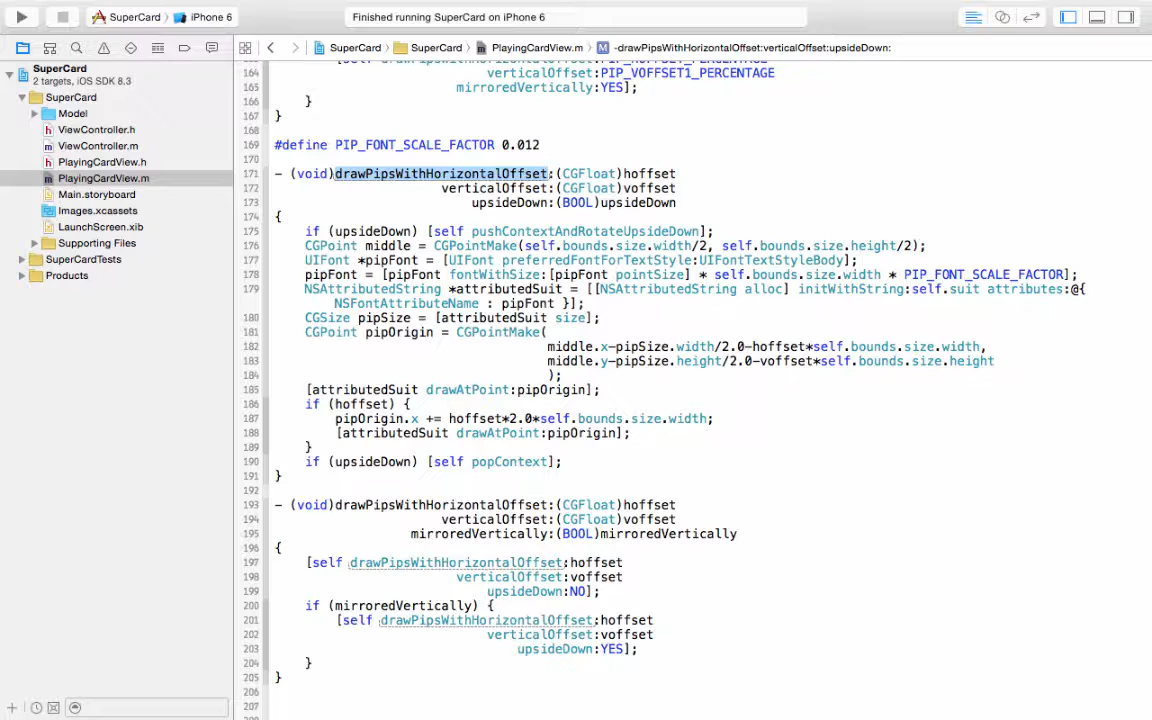 SuperCard
iPhone 6
Finished running SuperCard on iPhone 6
SuperCard
SuperCard
PlayingCardView.m
M
-drawPipsWithHorizontalOffset:verticalOffset:upsideDown:
SuperCard
2 targets, iOS SDK 8.3
SuperCard
Model
h ViewController.h
m ViewController.m
h PlayingCardView.h
m PlayingCardView.m
Main.storyboard
Images.xcassets
LaunchScreen.xib
Supporting Files
SuperCardTests
Products
[self drawPipsWithHorizontalOffset:PIP_HOFFSET_PERCENTAGE
164 verticalOffset:PIP_VOFFSET1_PERCENTAGE
165 mirroredVertically:YES];
166 }
167 }
168
169 #define PIP_FONT_SCALE_FACTOR 0.012
170
171 - (void)drawPipsWithHorizontalOffset:(CGFloat)hoffset
172 verticalOffset:(CGFloat)voffset
173 upsideDown:(BOOL)upsideDown
174 {
175 if (upsideDown) [self pushContextAndRotateUpsideDown];
176 CGPoint middle = CGPointMake(self.bounds.size.width/2, self.bounds.size.height/2);
177 UIFont *pipFont = [UIFont preferredFontForTextStyle:UIFontTextStyleBody];
178 pipFont = [pipFont fontWithSize:[pipFont pointSize] * self.bounds.size.width * PIP_FONT_SCALE_FACTOR];
179 NSAttributedString *attributedSuit = [[NSAttributedString alloc] initWithString:self.suit attributes:@{
NSFontAttributeName : pipFont }];
180 CGSize pipSize = [attributedSuit size];
181 CGPoint pipOrigin = CGPointMake(
182 middle.x-pipSize.width/2.0-hoffset*self.bounds.size.width,
183 middle.y-pipSize.height/2.0-voffset*self.bounds.size.height
184 );
185 [attributedSuit drawAtPoint:pipOrigin];
186 if (hoffset) {
187 pipOrigin.x += hoffset*2.0*self.bounds.size.width;
188 [attributedSuit drawAtPoint:pipOrigin];
189 }
190 if (upsideDown) [self popContext];
191 }
192
193 - (void)drawPipsWithHorizontalOffset:(CGFloat)hoffset
194 verticalOffset:(CGFloat)voffset
195 mirroredVertically:(BOOL)mirroredVertically
196 {
197 [self drawPipsWithHorizontalOffset:hoffset
198 verticalOffset:voffset
199 upsideDown:NO];
200 if (mirroredVertically) {
201 [self drawPipsWithHorizontalOffset:hoffset
202 verticalOffset:voffset
203 upsideDown:YES];
204 }
205 }
206
207